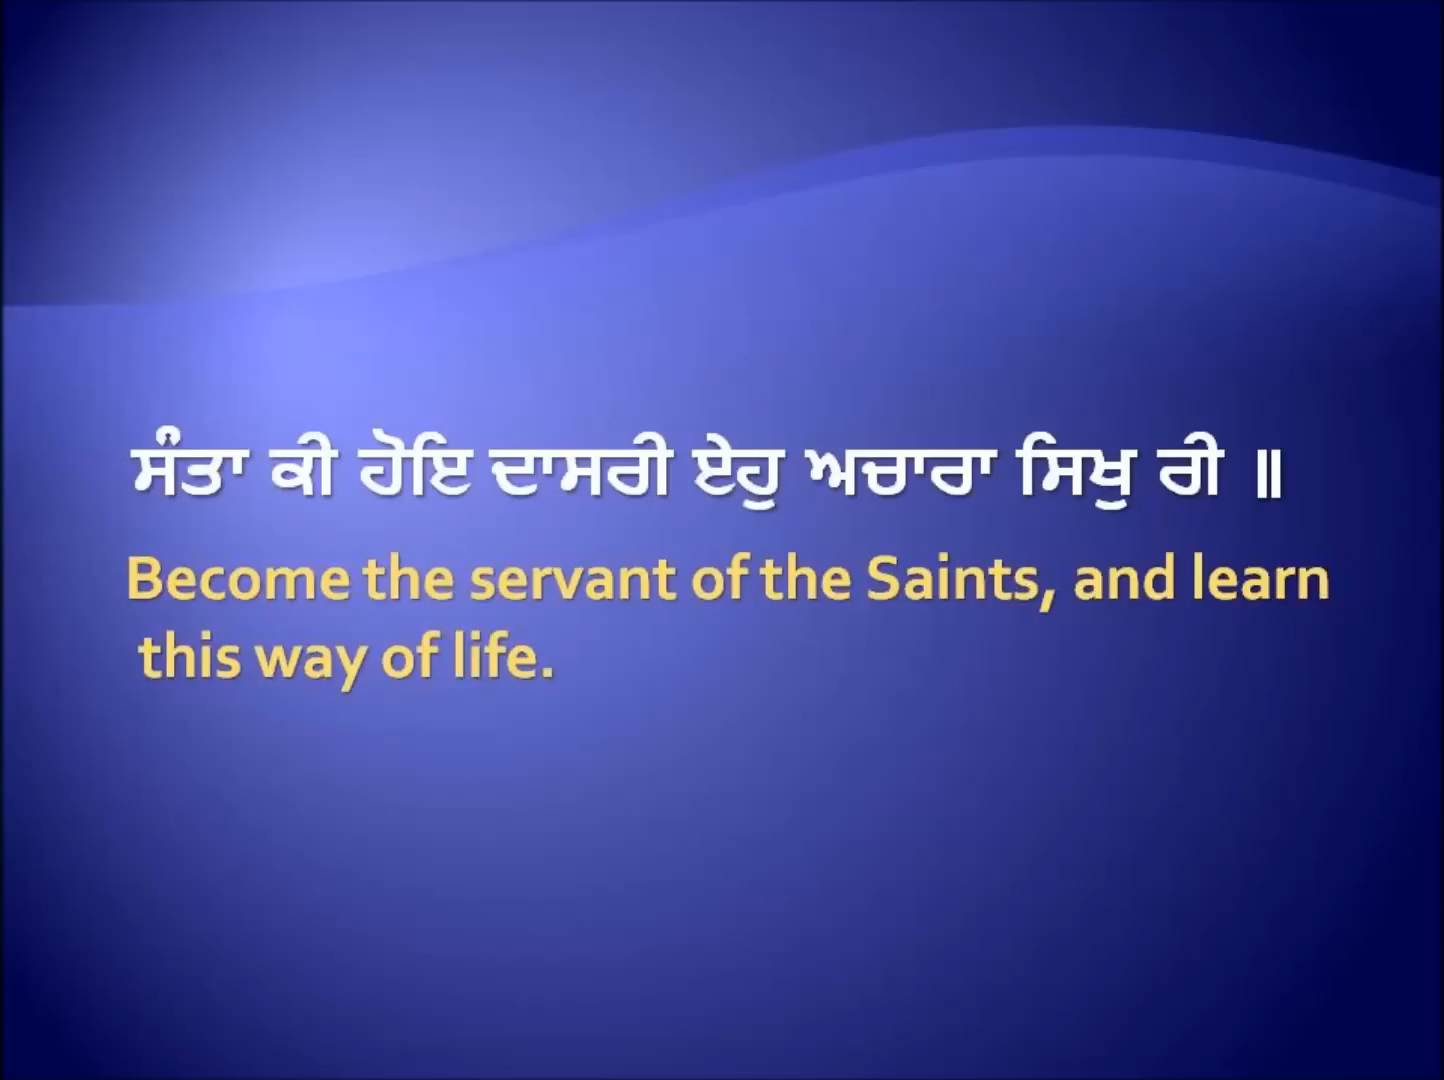 ਸੰਤਾ ਕੀ ਹੋਇ ਦਾਸਰੀ ਏਹੁ ਅਚਾਰਾ ਸਿਖੁ ਰੀ ॥
Become the servant of the Saints, and learn
this way of life.